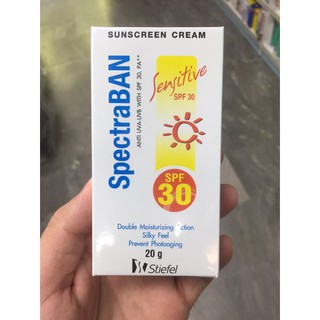 SUNSCREEN CREAM
SpectraBAN
ANTI UVA-UVB WITH SPF 30, PA++
Sensitive
SPF 30
SPF
30
Double Moisturizing Action
Silky Feel
Prevent Photoaging
20 g
Stiefel